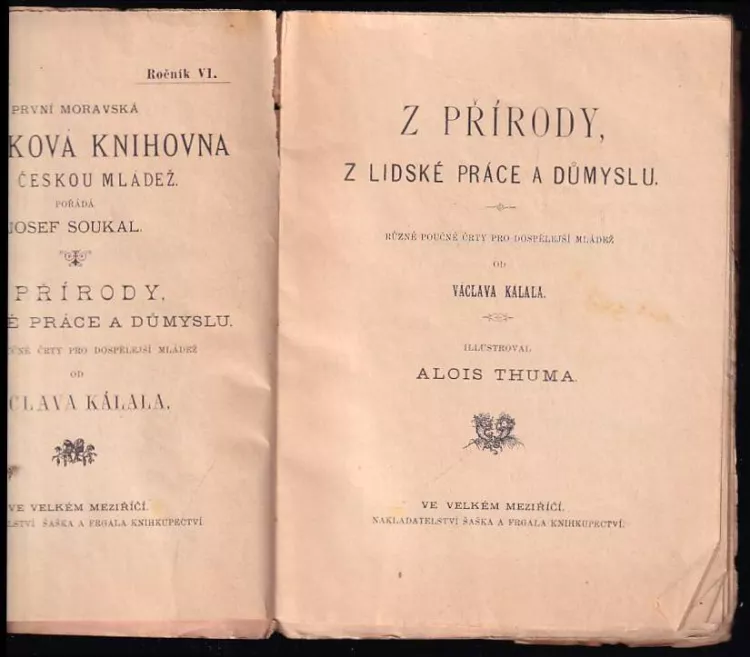 Ročník VI.
PRVNÍ MORAVSKÁ
KOVÁ KNIHOVNA
ČESKOU MLÁDEŽ.
POŘÁDÁ
JOSEF SOUKAL.
PŘÍRODY,
PRÁCE A DŮMYSLU.
ČRTY PRO DOSPĚLEJŠÍ MLÁDEŽ
OD
CLAVA KÁLALA.
VE VELKÉM MEZIŘÍČÍ.
ŠAŠKA A FRGALA KNIHKUPECTVÍ.
Z PŘÍRODY,
Z LIDSKÉ PRÁCE A DŮMYSLU.
RŮZNÉ POUČNÉ ČRTY PRO DOSPĚLEJŠÍ MLÁDEŽ
OD
VÁCLAVA KÁLALA.
ILLUSTROVAL
ALOIS THUMA.
VE VELKÉM MEZIŘÍČÍ.
NAKLADATELSTVÍ ŠAŠKA A FRGALA KNIHKUPECTVÍ.